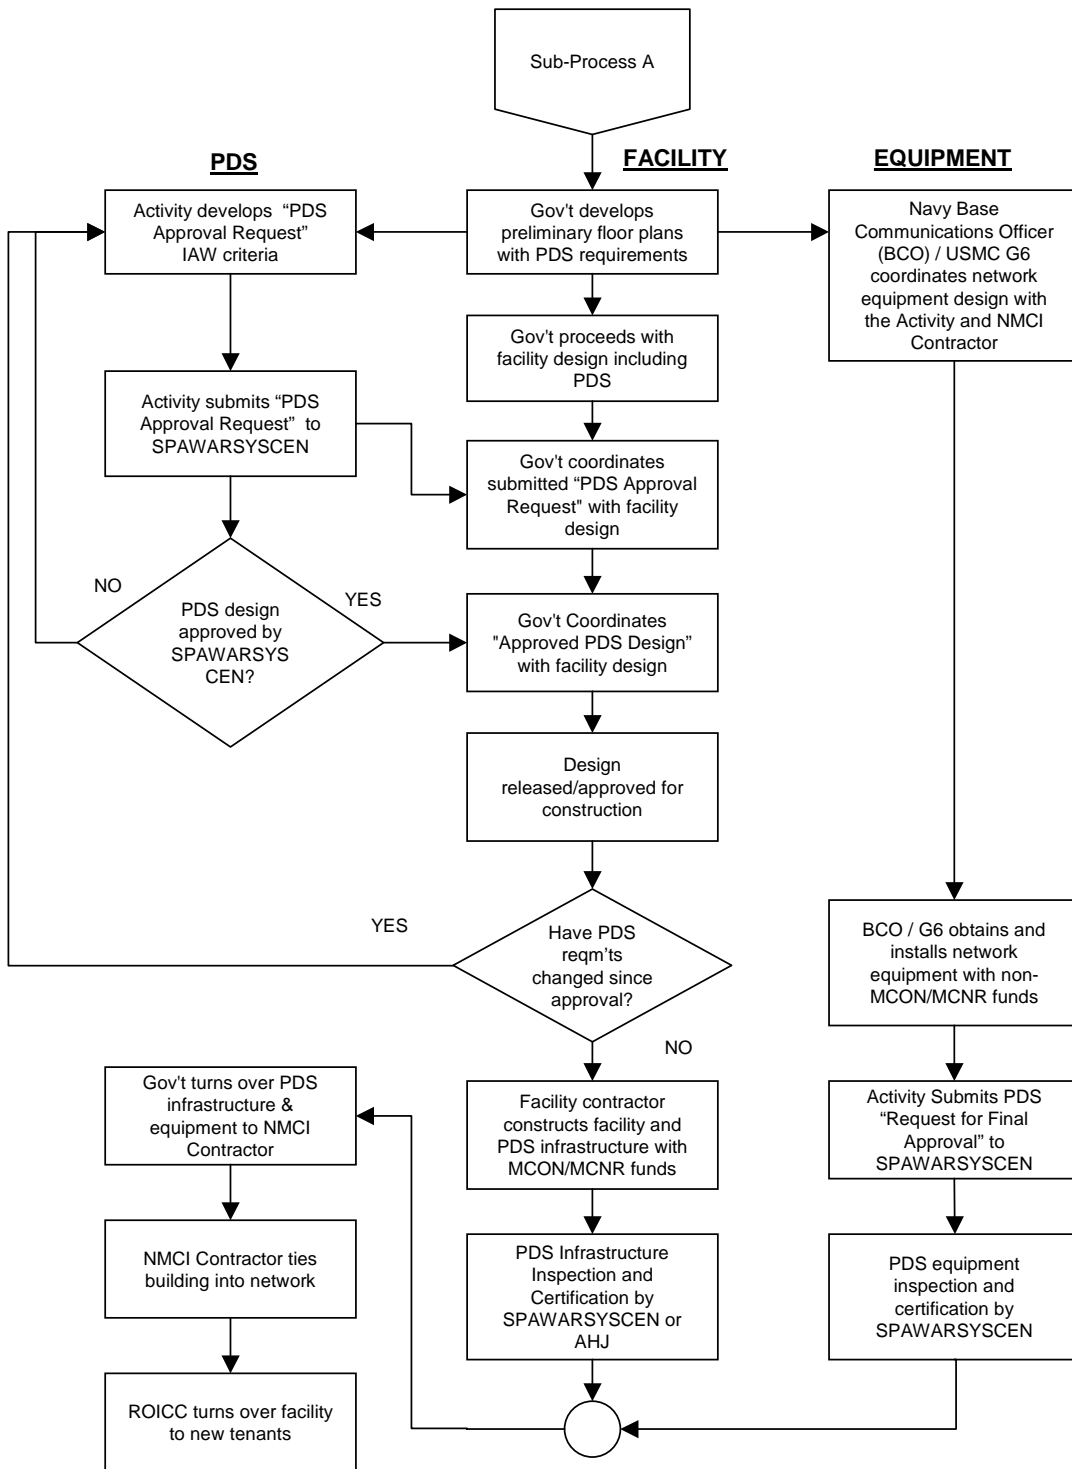 Sub-Process A
PDS
FACILITY
EQUIPMENT
Activity develops “PDS
Approval Request”
IAW criteria
Gov't develops
preliminary floor plans
with PDS requirements
Navy Base
Communications Officer
(BCO) / USMC G6
coordinates network
equipment design with
the Activity and NMCI
Contractor
Gov't proceeds with
facility design including
PDS
Activity submits “PDS
Approval Request” to
SPAWARSYSCEN
Gov't coordinates
submitted “PDS Approval
Request" with facility
design
NO
YES
PDS design
approved by
SPAWARSYS
CEN?
Gov't Coordinates
"Approved PDS Design”
with facility design
Design
released/approved for
construction
YES
Have PDS
reqm’ts
changed since
approval?
NO
BCO / G6 obtains and
installs network
equipment with non-
MCON/MCNR funds
Gov't turns over PDS
infrastructure &
equipment to NMCI
Contractor
Facility contractor
constructs facility and
PDS infrastructure with
MCON/MCNR funds
Activity Submits PDS
“Request for Final
Approval” to
SPAWARSYSCEN
NMCI Contractor ties
building into network
PDS Infrastructure
Inspection and
Certification by
SPAWARSYSCEN or
AHJ
PDS equipment
inspection and
certification by
SPAWARSYSCEN
ROICC turns over facility
to new tenants